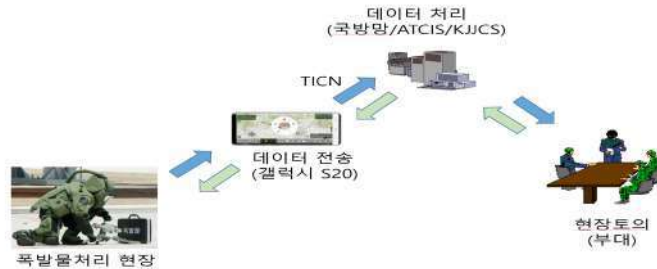 데이터 처리
(국방망/ATCIS/KJJCS)
TICN
데이터 전송
(갤럭시 S20)
폭발물처리 현장
현장토의
(부대)